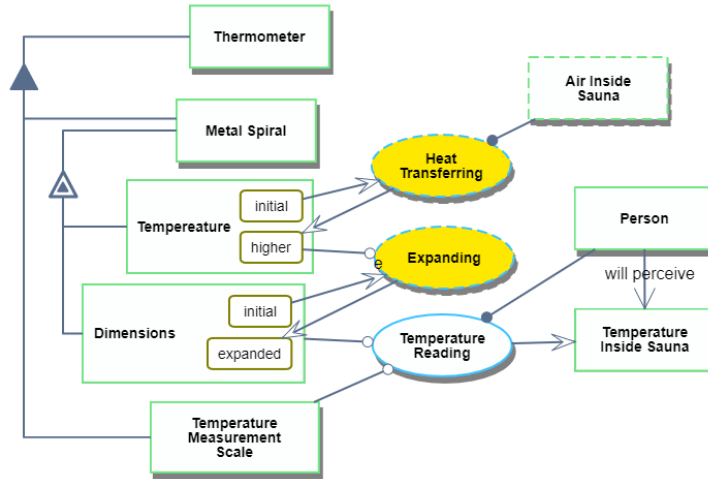 Thermometer
Air Inside
Sauna
Metal Spiral
Heat
Transferring
Tempereature
initial
higher
Person
Expanding
e
will perceive
Dimensions
initial
expanded
Temperature
Reading
Temperature
Inside Sauna
Temperature
Measurement
Scale